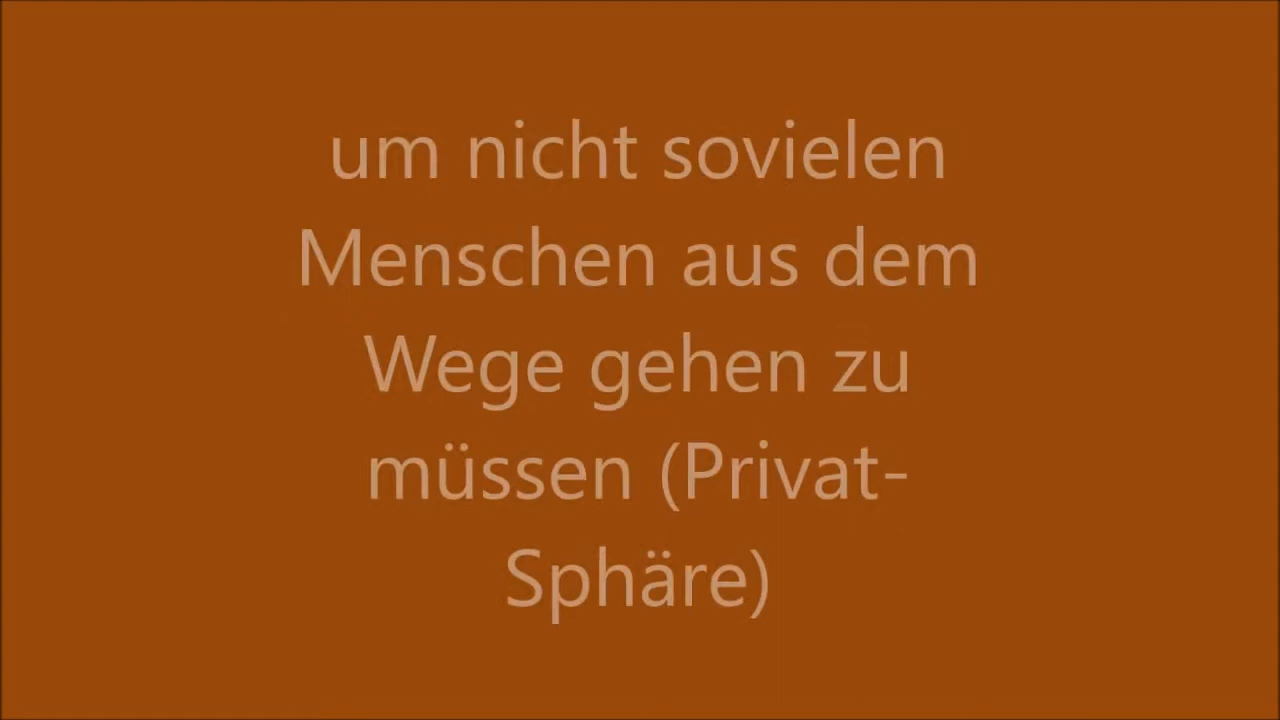 um nicht sovielen
Menschen aus dem
Wege gehen zu
müssen (Privat-
Sphäre)